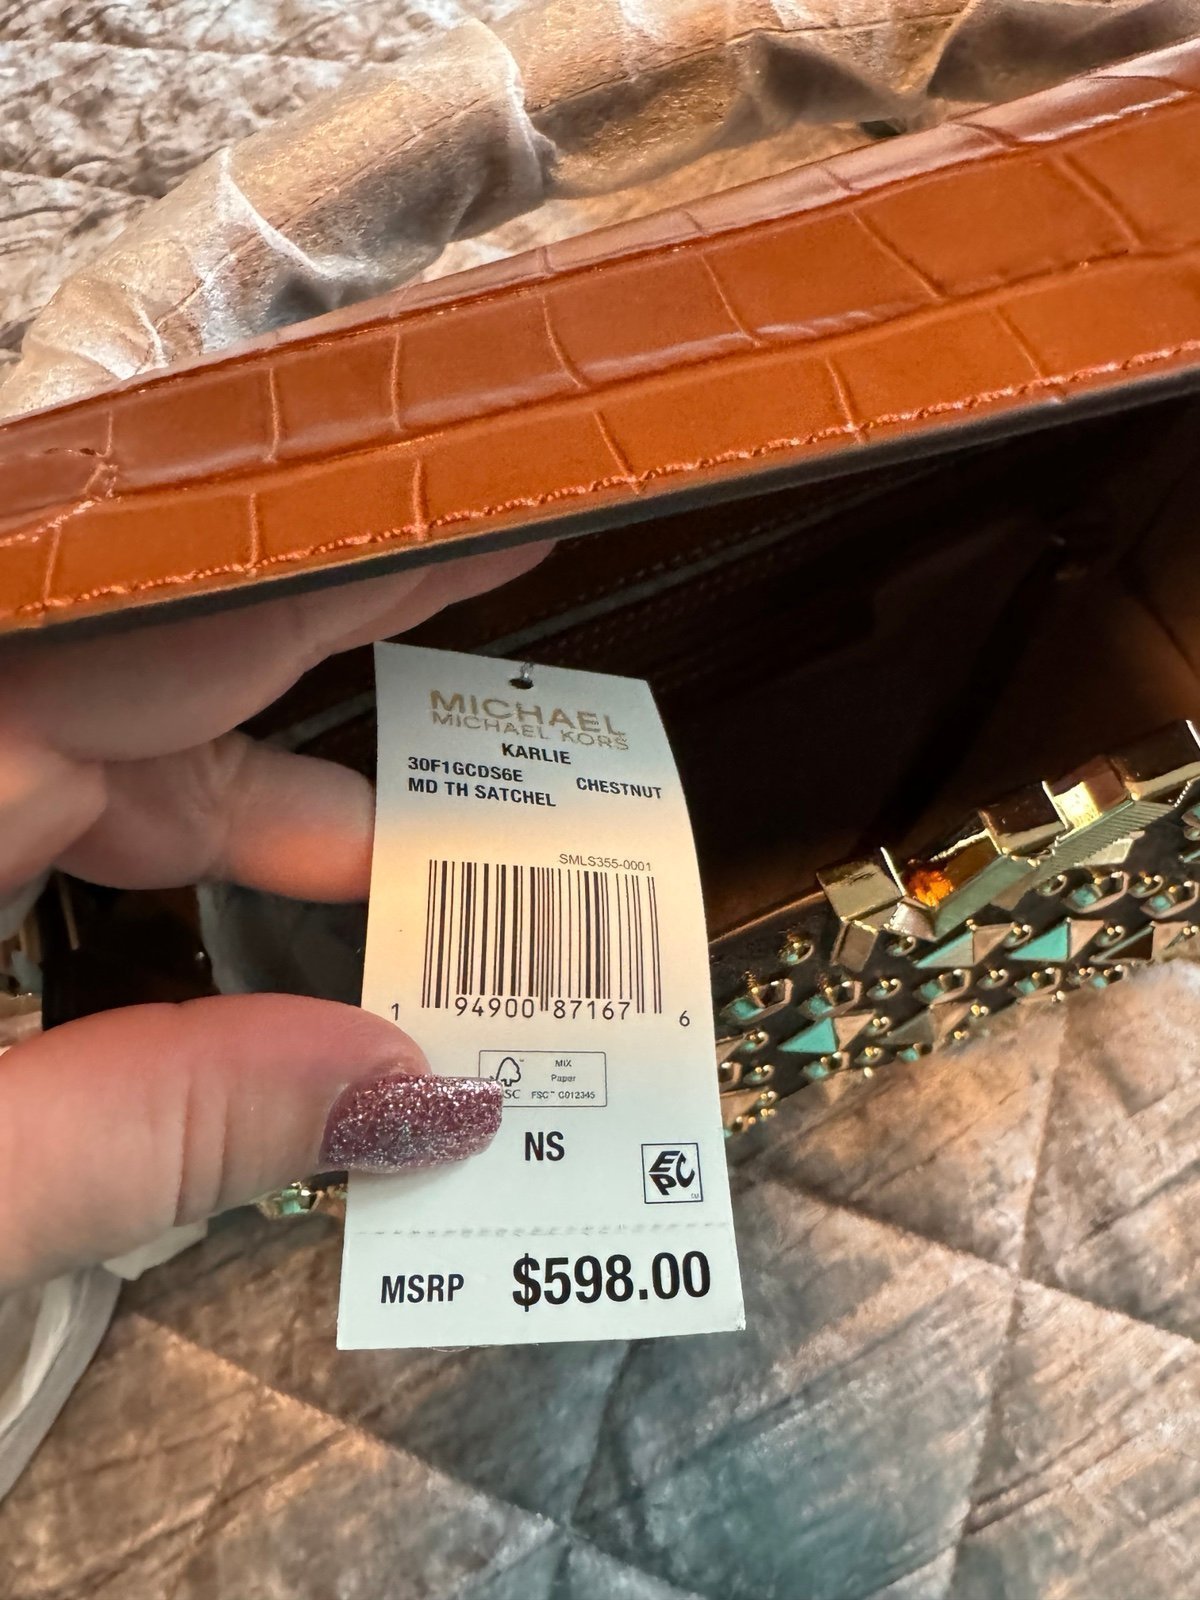 MICHAEL
MICHAEL KORS
KARLIE
30F1GCDS6E CHESTNUT
MD TH SATCHEL
SMLS355-0001
1 94900 87167 6
MIX
Paper
SC FSC™ C012345
NS
EPC
MSRP $598.00